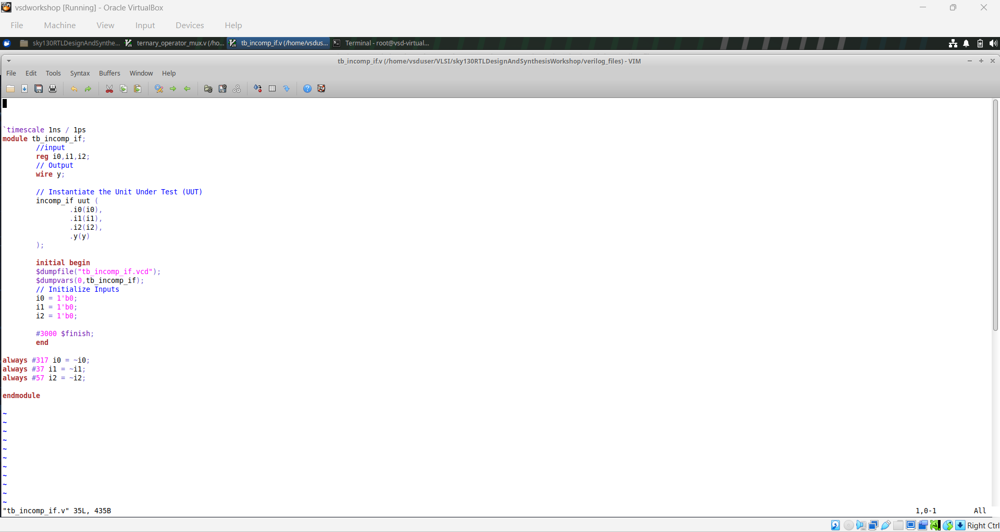 vsdworkshop [Running] - Oracle VirtualBox
File Machine View Input Devices Help
sky130RTLDesignAndSynthe... ternary_operator_mux.v (/ho... tb_incomp_if.v (/home/vsdus... Terminal - root@vsd-virtual...
tb_incomp_if.v (/home/vsduser/VLSI/sky130RTLDesignAndSynthesisWorkshop/verilog_files) - VIM
File Edit Tools Syntax Buffers Window Help
`timescale 1ns / 1ps
module tb_incomp_if;
//input
reg i0,i1,i2;
// Output
wire y;
// Instantiate the Unit Under Test (UUT)
incomp_if uut (
.i0(i0),
.i1(i1),
.i2(i2),
.y(y)
);
initial begin
$dumpfile("tb_incomp_if.vcd");
$dumpvars(0,tb_incomp_if);
// Initialize Inputs
i0 = 1'b0;
i1 = 1'b0;
i2 = 1'b0;
#3000 $finish;
end
always #317 i0 = ~i0;
always #37 i1 = ~i1;
always #57 i2 = ~i2;
endmodule
~
~
~
~
~
~
~
~
~
~
~
"tb_incomp_if.v" 35L, 435B 1,0-1 All
Right Ctrl